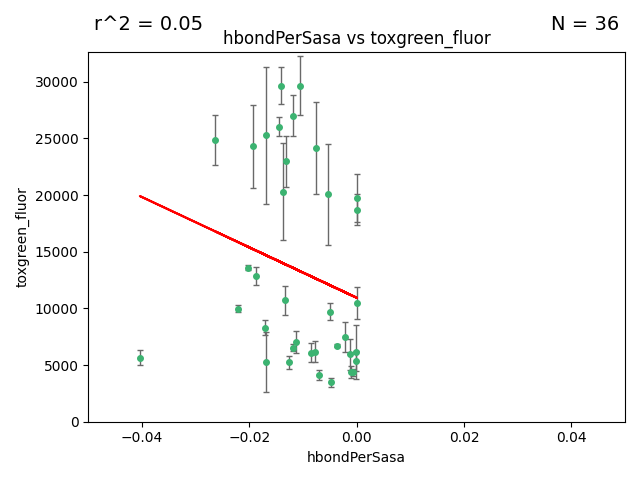 r^2 = 0.05
N = 36
hbondPerSasa vs toxgreen_fluor
30000
25000
20000
15000
10000
5000
0
toxgreen_fluor
−0.04
−0.02
0.00
0.02
0.04
hbondPerSasa